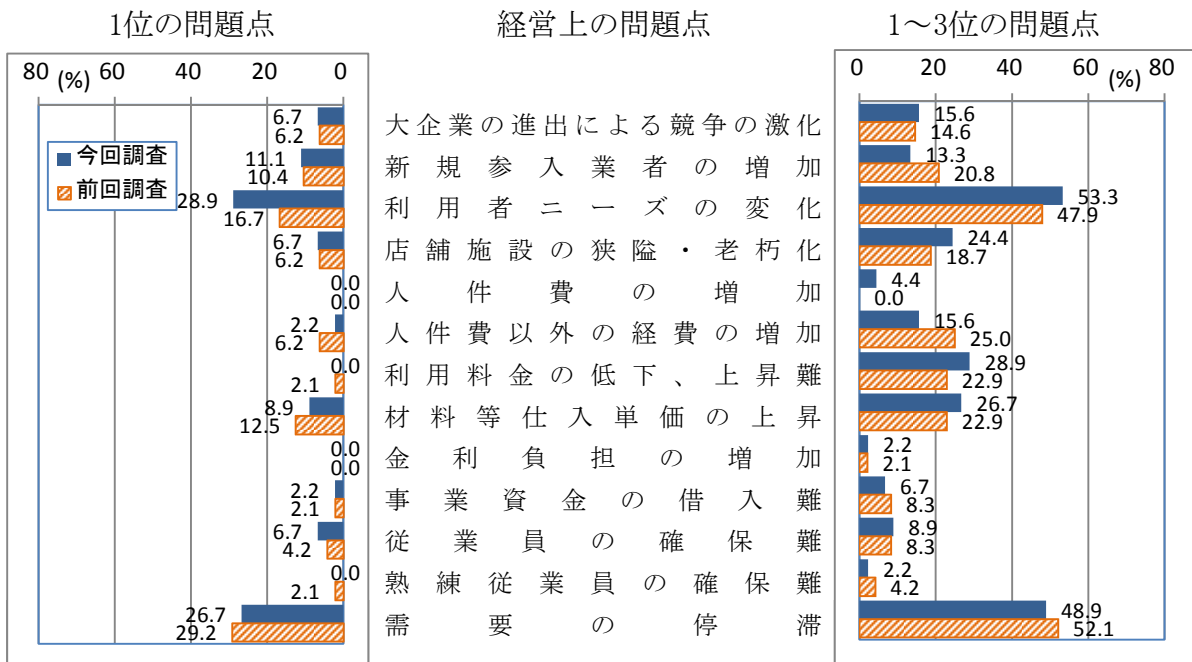 1位の問題点 経営上の問題点 1～3位の問題点
80 (%) 60 40 20 0
0 (%) 20 40 60 80
今回調査
前回調査
6.7 大企業の進出による競争の激化 15.6
6.2 14.6
11.1 新規参入業者の増加 13.3
10.4 20.8
28.9 利用者ニーズの変化 53.3
16.7 47.9
6.7 店舗施設の狭隘・老朽化 24.4
6.2 18.7
0.0 人件費の増加 4.4
0.0 0.0
2.2 人件費以外の経費の増加 15.6
6.2 25.0
0.0 利用料金の低下、上昇難 28.9
2.1 22.9
8.9 材料等仕入単価の上昇 26.7
12.5 22.9
0.0 金利負担の増加 2.2
0.0 2.1
2.2 事業資金の借入難 6.7
2.1 8.3
6.7 従業員の確保難 8.9
4.2 8.3
0.0 熟練従業員の確保難 2.2
2.1 4.2
26.7 需要の停滞 48.9
29.2 52.1